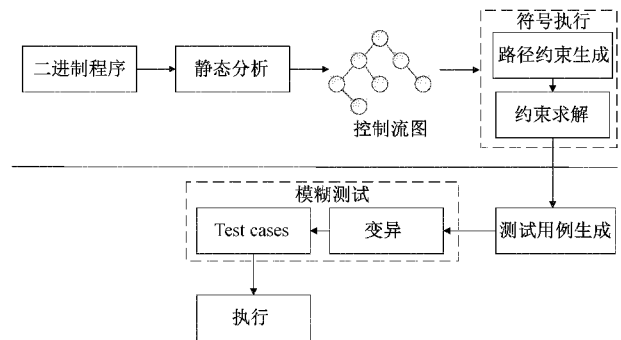 符号执行
二进制程序
静态分析
路径约束生成
控制流图
约束求解
模糊测试
Test cases
变异
测试用例生成
执行